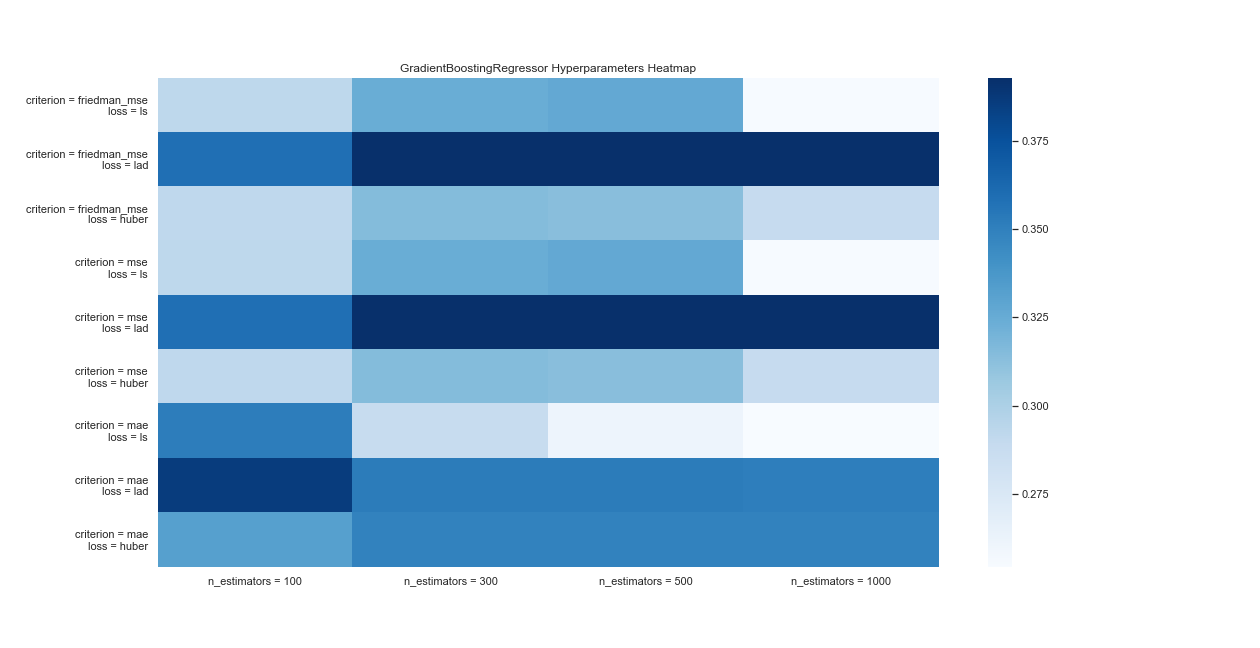 GradientBoostingRegressor Hyperparameters Heatmap
criterion = friedman_mse
loss = ls
criterion = friedman_mse
loss = lad
criterion = friedman_mse
loss = huber
criterion = mse
loss = ls
criterion = mse
loss = lad
criterion = mse
loss = huber
criterion = mae
loss = ls
criterion = mae
loss = lad
criterion = mae
loss = huber
n_estimators = 100
n_estimators = 300
n_estimators = 500
n_estimators = 1000
0.375
0.350
0.325
0.300
0.275